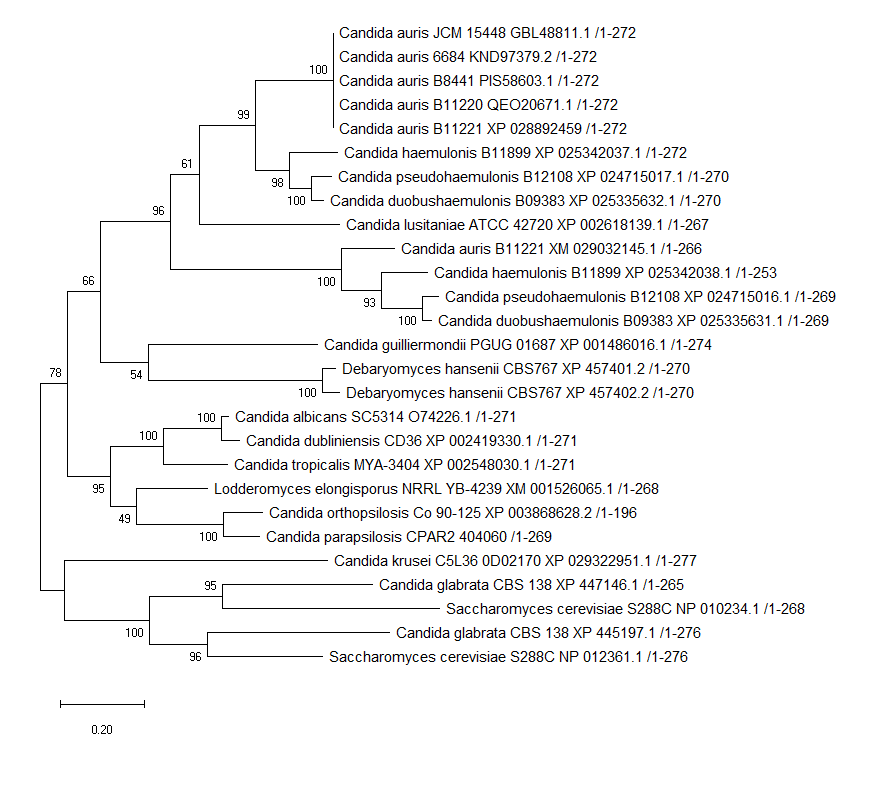 Candida auris JCM 15448 GBL48811.1 /1-272
Candida auris 6684 KND97379.2 /1-272
100
Candida auris B8441 PIS58603.1 /1-272
Candida auris B11220 QEO20671.1 /1-272
99
Candida auris B11221 XP 028892459 /1-272
Candida haemulonis B11899 XP 025342037.1 /1-272
61
Candida pseudohaemulonis B12108 XP 024715017.1 /1-270
98
100
Candida duobushaemulonis B09383 XP 025335632.1 /1-270
96
Candida lusitaniae ATCC 42720 XP 002618139.1 /1-267
Candida auris B11221 XM 029032145.1 /1-266
Candida haemulonis B11899 XP 025342038.1 /1-253
66
100
Candida pseudohaemulonis B12108 XP 024715016.1 /1-269
93
100
Candida duobushaemulonis B09383 XP 025335631.1 /1-269
Candida guilliermondii PGUG 01687 XP 001486016.1 /1-274
Debaryomyces hansenii CBS767 XP 457401.2 /1-270
78
54
100
Debaryomyces hansenii CBS767 XP 457402.2 /1-270
100
Candida albicans SC5314 O74226.1 /1-271
100
Candida dubliniensis CD36 XP 002419330.1 /1-271
Candida tropicalis MYA-3404 XP 002548030.1 /1-271
95
Lodderomyces elongisporus NRRL YB-4239 XM 001526065.1 /1-268
49
Candida orthopsilosis Co 90-125 XP 003868628.2 /1-196
100
Candida parapsilosis CPAR2 404060 /1-269
Candida krusei C5L36 0D02170 XP 029322951.1 /1-277
95
Candida glabrata CBS 138 XP 447146.1 /1-265
Saccharomyces cerevisiae S288C NP 010234.1 /1-268
100
Candida glabrata CBS 138 XP 445197.1 /1-276
96
Saccharomyces cerevisiae S288C NP 012361.1 /1-276
0.20